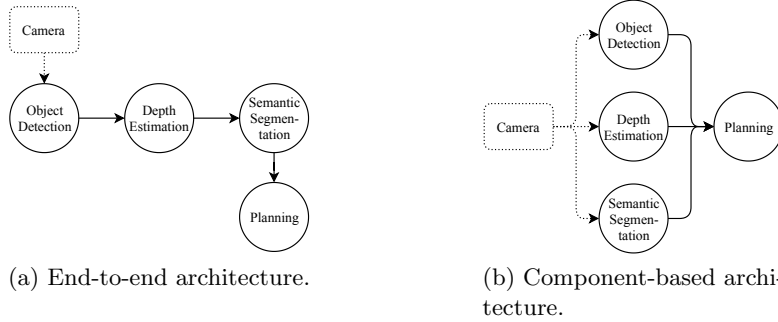 Camera
Object
Detection
Depth
Estimation
Semantic
Segmen-
tation
Planning
(a) End-to-end architecture.
Camera
Object
Detection
Depth
Estimation
Semantic
Segmen-
tation
Planning
(b) Component-based archi-
tecture.